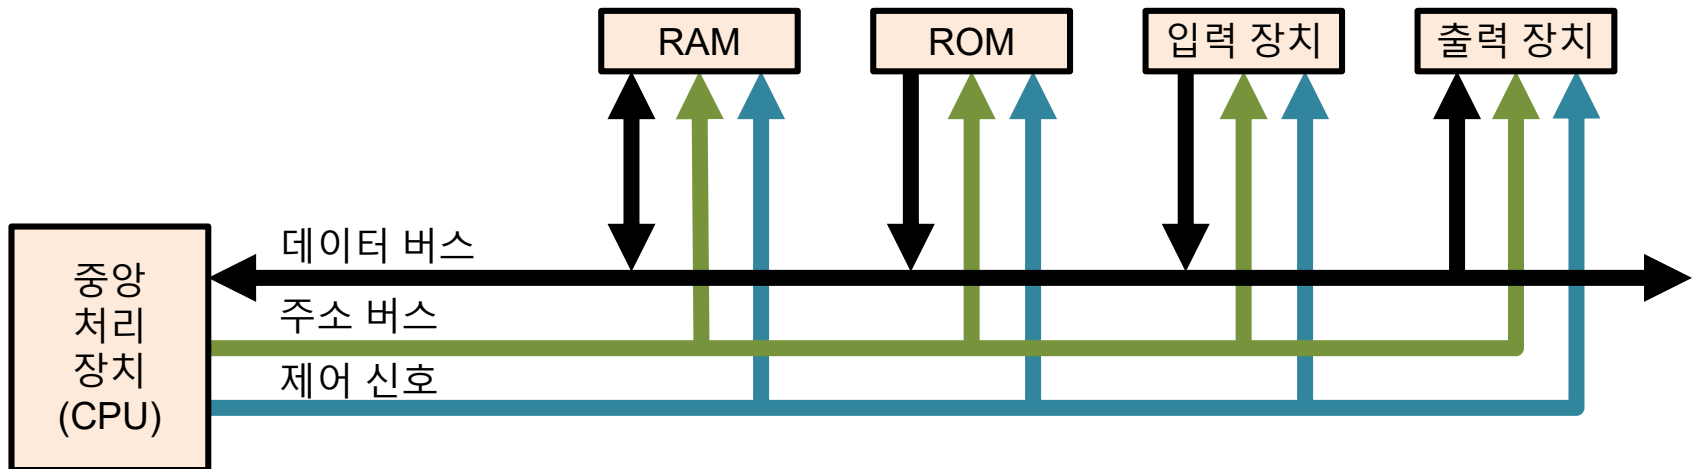 RAM
ROM
입력 장치
출력 장치
데이터 버스
주소 버스
제어 신호
중앙
처리
장치
(CPU)